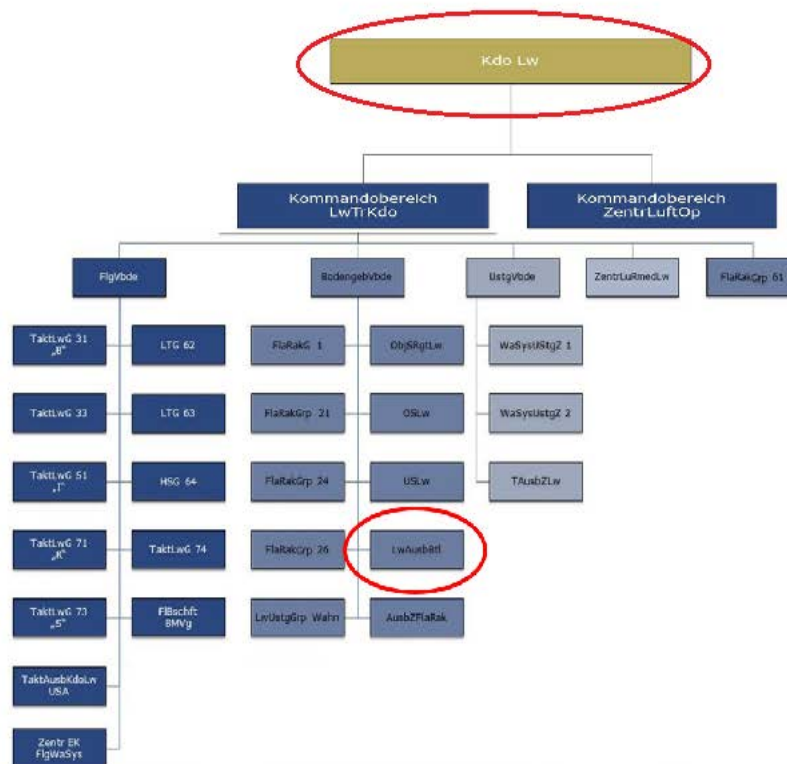 Kdo Lw
Kommandobereich
LwTrKdo
Kommandobereich
ZentrLuftOp
FlgVbde
BodengebVbde
UstgVbde
ZentrLuRmedLw
FlaRakGrp 61
TaktLwG 31
„B“
LTG 62
FlaRakG 1
ObjSRgtLw
WaSysUStgZ 1
TaktLwG 33
LTG 63
FlaRakGrp 21
OSLw
WaSysUstgZ 2
TaktLwG 51
„I“
HSG 64
FlaRakGrp 24
USLw
TAusbZLw
TaktLwG 71
„R“
TaktLwG 74
FlaRakGrp 26
LwAusbBtl
TaktLwG 73
„S“
FlBschft
BMVg
LwUstgGrp Wahn
AusbZFlaRak
TaktAusbKdoLw
USA
Zentr EK
FlgWaSys